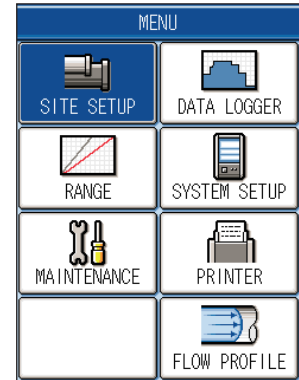 MENU
SITE SETUP
DATA LOGGER
RANGE
SYSTEM SETUP
MAINTENANCE
PRINTER
FLOW PROFILE